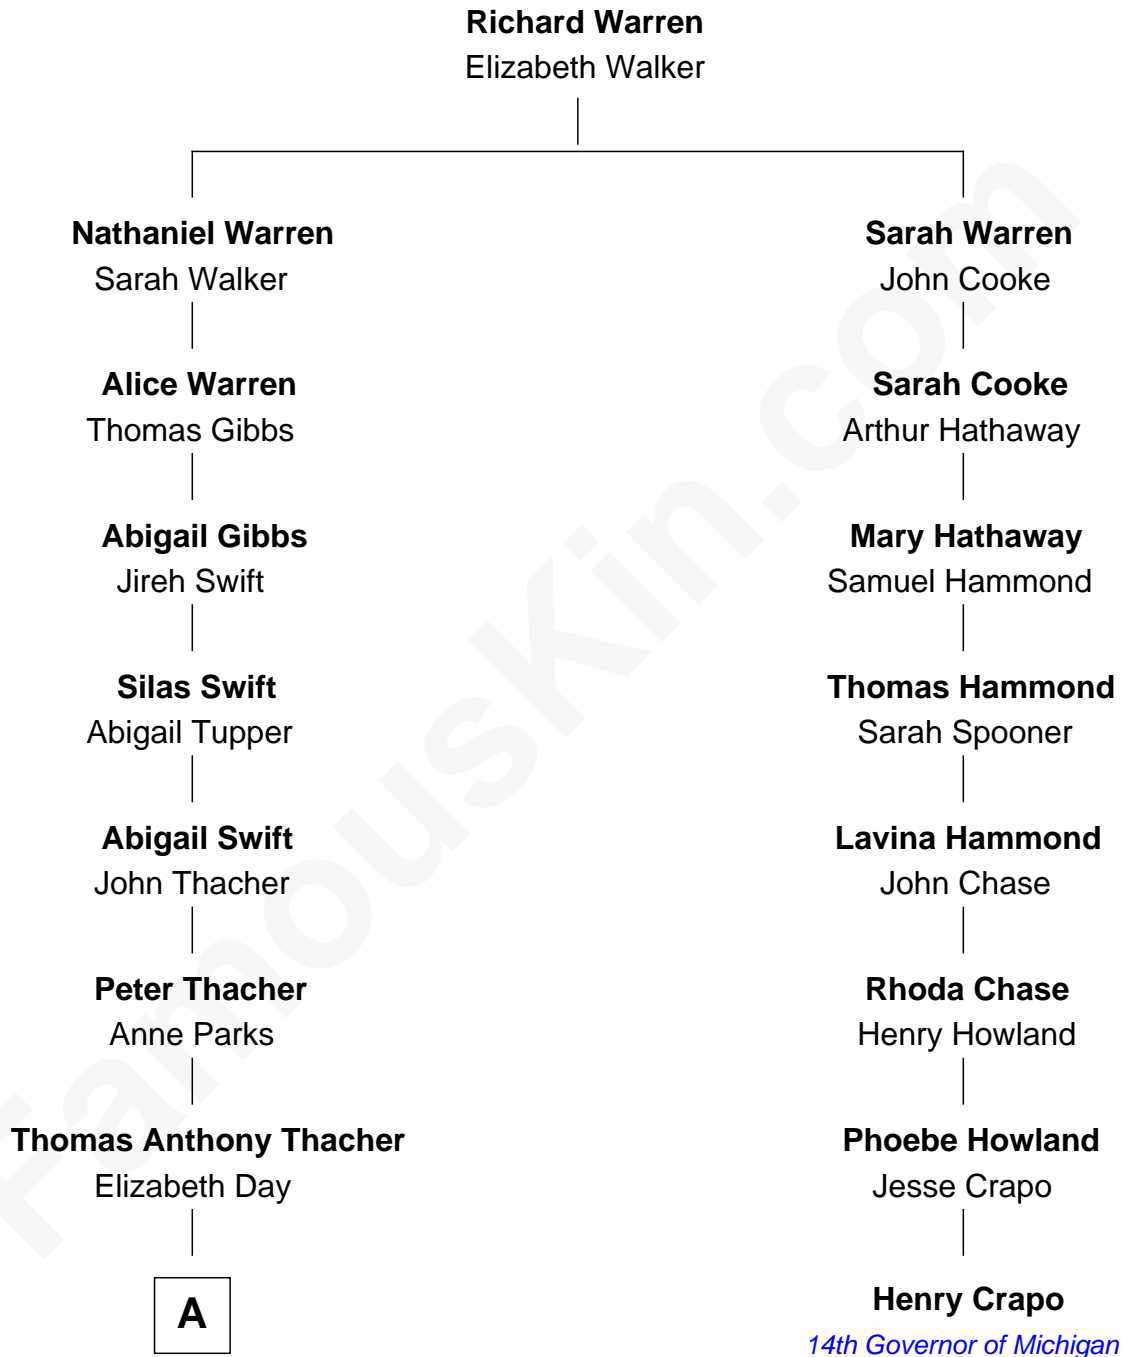 Richard Warren
Elizabeth Walker
Nathaniel Warren
Sarah Walker
Sarah Warren
John Cooke
Alice Warren
Thomas Gibbs
Sarah Cooke
Arthur Hathaway
Abigail Gibbs
Jireh Swift
Mary Hathaway
Samuel Hammond
Silas Swift
Abigail Tupper
Thomas Hammond
Sarah Spooner
Abigail Swift
John Thacher
Lavina Hammond
John Chase
Peter Thacher
Anne Parks
Rhoda Chase
Henry Howland
Thomas Anthony Thacher
Elizabeth Day
Phoebe Howland
Jesse Crapo
A
Henry Crapo
14th Governor of Michigan
FamousKin.com